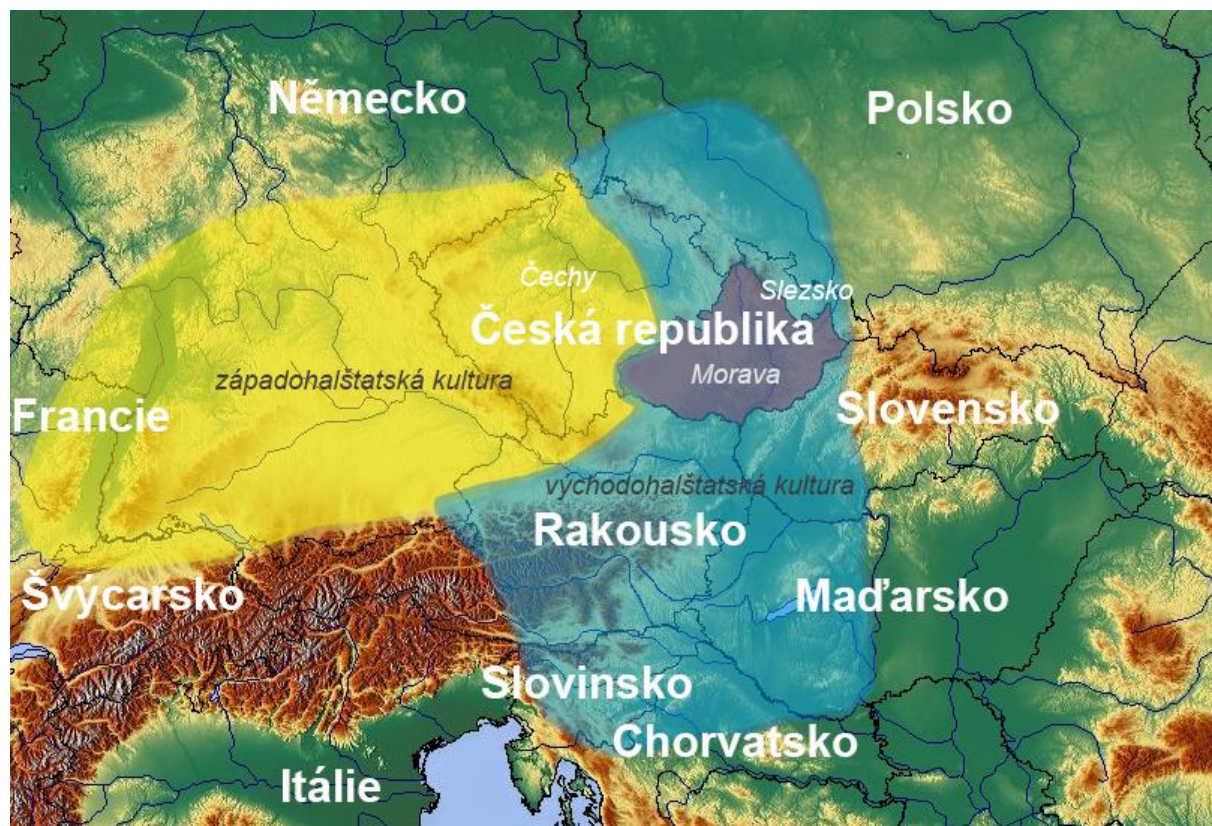 Německo
Polsko
Čechy
Slezsko
Česká republika
západohalštatská kultura
Morava
Francie
Slovensko
východohalštatská kultura
Rakousko
Švýcarsko
Maďarsko
Slovinsko
Chorvatsko
Itálie